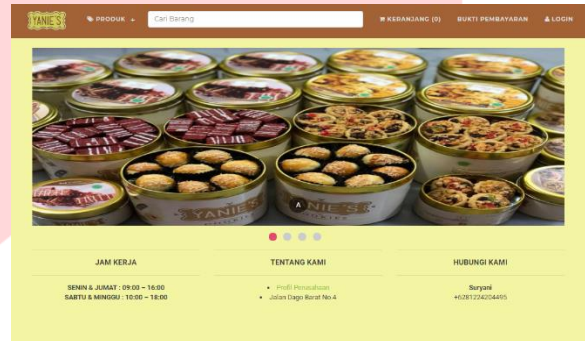 YANIE'S
PRODUK +
Cari Barang
KERANJANG (0)
BUKTI PEMBAYARAN
LOGIN
YANIE'S
COOKIES
JAM KERJA
SENIN & JUMAT : 09:00 – 16:00
SABTU & MINGGU : 10:00 – 18:00
TENTANG KAMI
• Profil Perusahaan
• Jalan Dago Barat No.4
HUBUNGI KAMI
Suryani
+6281224204495